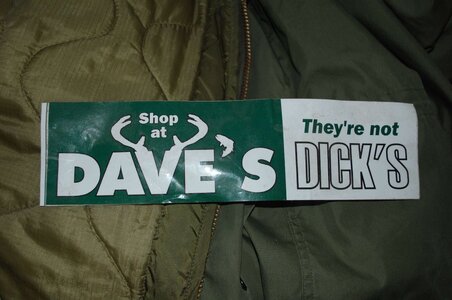 Shop
at
DAVE'S
They're not
DICK'S